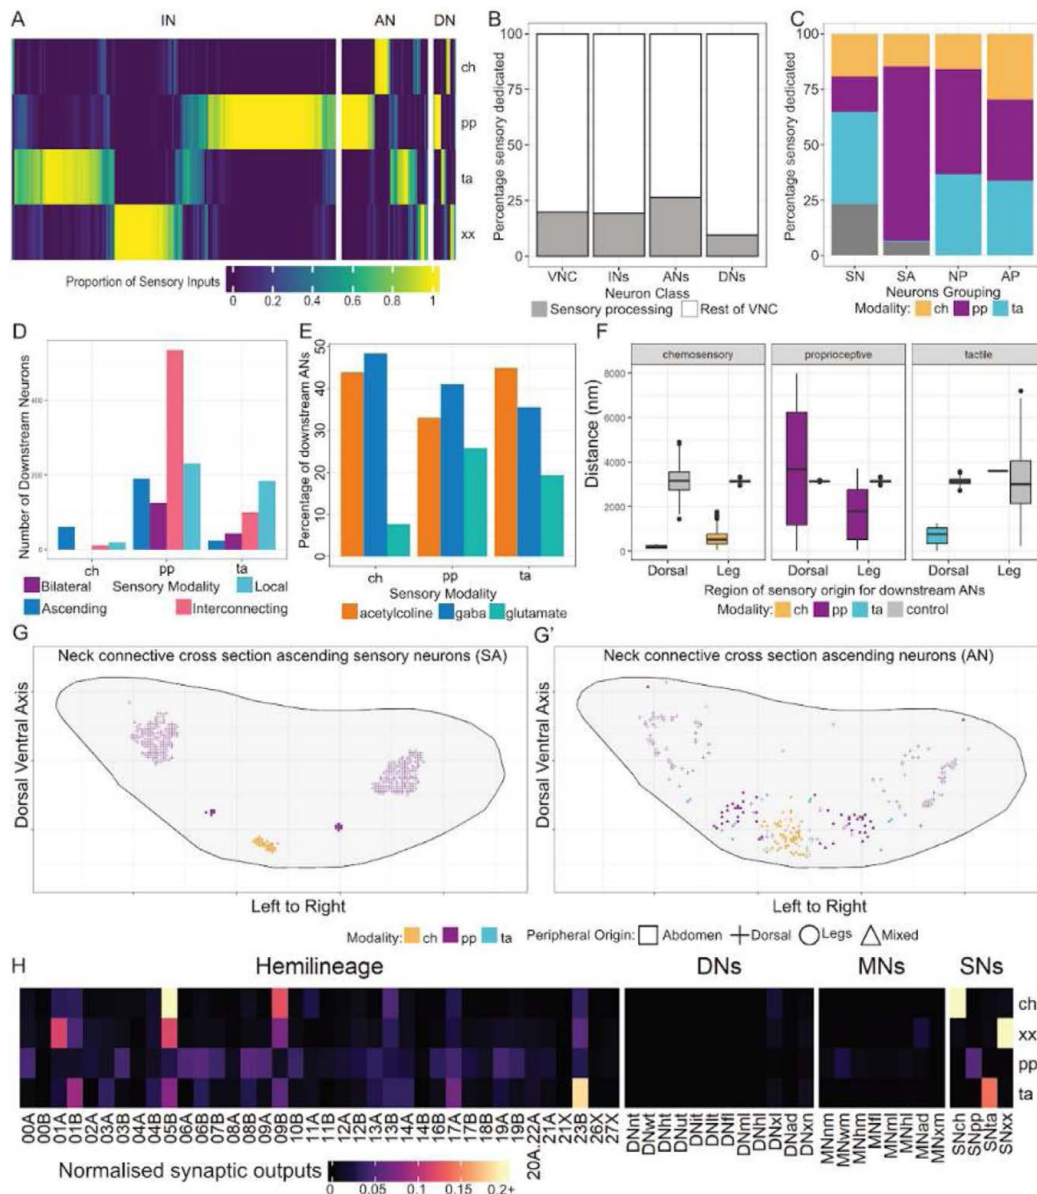 A
IN
AN
DN
ch
pp
ta
xx
Proportion of Sensory Inputs
0 0.2 0.4 0.6 0.8 1
B
Percentage sensory dedicated
100
75
50
25
0
VNC INs ANs DNs
Neuron Class
Sensory processing Rest of VNC
C
Percentage sensory dedicated
100
75
50
25
0
SN SA NP AP
Neurons Grouping
Modality: ch pp ta
D
Number of Downstream Neurons
400
200
0
ch pp ta
Bilateral Sensory Modality Local
Ascending Interconnecting
E
Percentage of downstream ANs
50
40
30
20
10
0
ch pp ta
Sensory Modality
acetylcoline gaba glutamate
F
chemosensory proprioceptive tactile
Distance (nm)
8000
6000
4000
2000
0
Dorsal Leg Dorsal Leg Dorsal Leg
Region of sensory origin for downstream ANs
Modality: ch pp ta control
G
Neck connective cross section ascending sensory neurons (SA)
Dorsal Ventral Axis
Left to Right
G'
Neck connective cross section ascending neurons (AN)
Dorsal Ventral Axis
Left to Right
Modality: ch pp ta Peripheral Origin: Abdomen Dorsal Legs Mixed
H
Hemilineage
DNs
MNs
SNs
ch
xx
pp
ta
00A 00B 01A 01B 02A 03A 03B 04B 05B 06A 06B 07B 08A 08B 09A 09B 10B 11A 11B 12A 12B 13A 13B 14A 15B 16B 17A 17B 18B 19A 19B 20A.22A 21A 21X 23B 26X 27X
DNnt DNwt DNht DNut DNit DNlt DNfl DNml DNhl DNxl DNad DNxn
MNnm MNwm MNhm MNfl MNml MNhl MNad MNxm
SNch SNpp SNta SNxx
Normalised synaptic outputs
0 0.05 0.1 0.15 0.2+